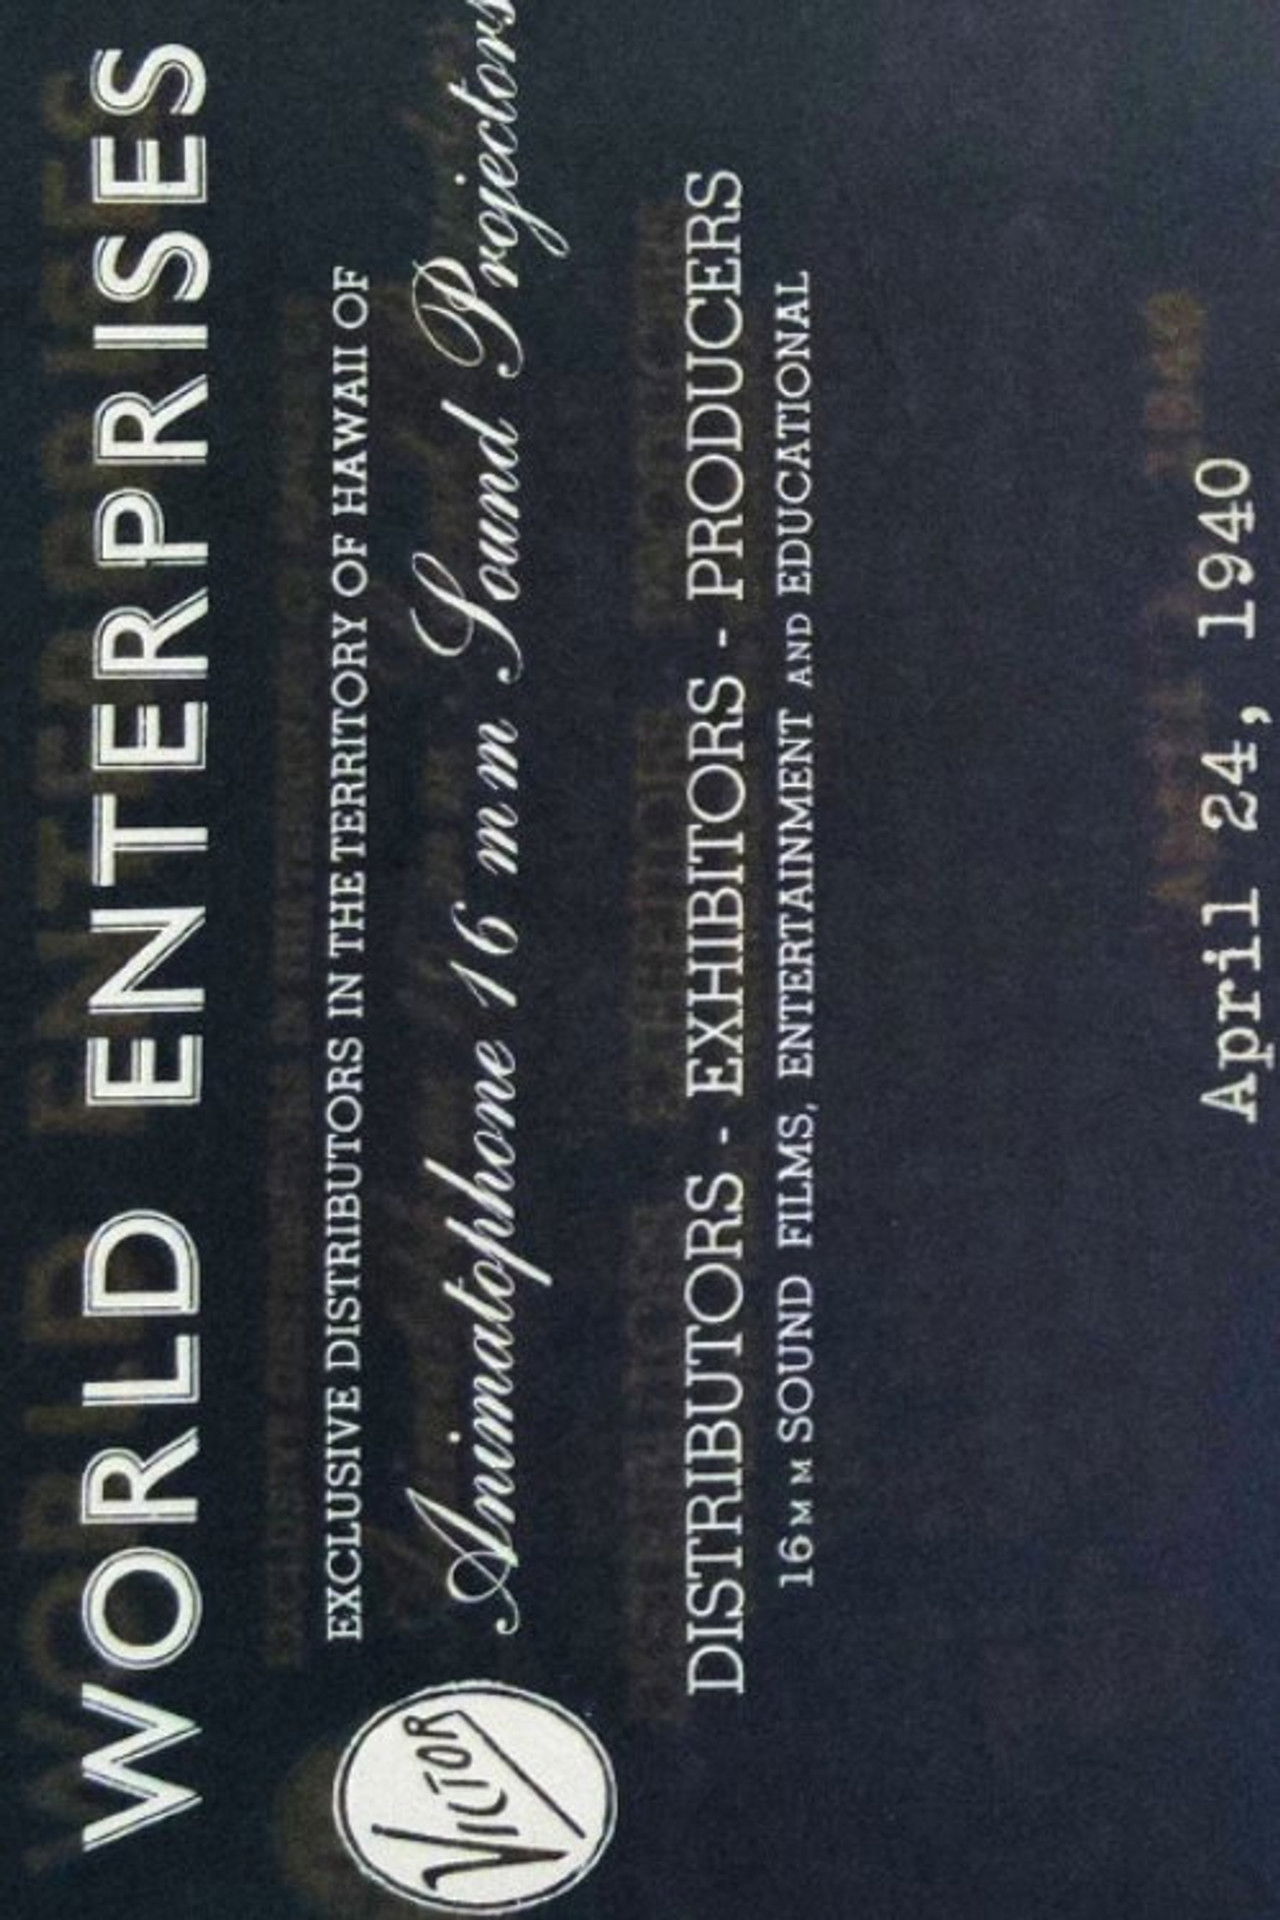 WORLD ENTERPRISES
EXCLUSIVE DISTRIBUTORS IN THE TERRITORY OF HAWAII OF
VICTOR
Animatophone 16 mm Sound Projectors
DISTRIBUTORS - EXHIBITORS - PRODUCERS
16 MM SOUND FILMS, ENTERTAINMENT AND EDUCATIONAL
April 24, 1940